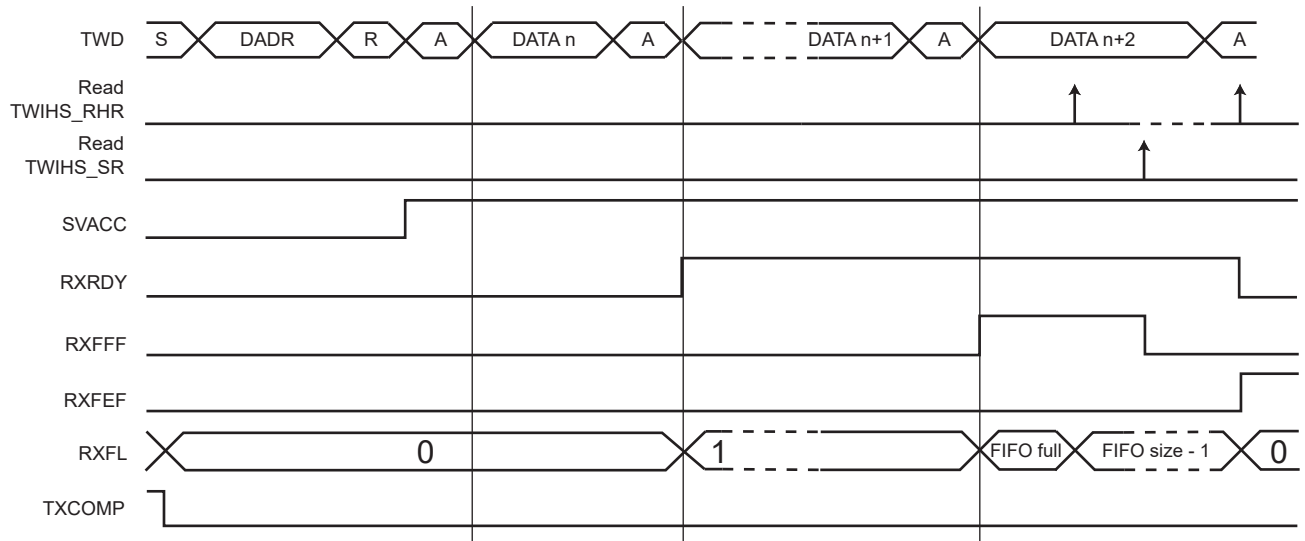 TWD S DADR R A DATA n A DATA n+1 A DATA n+2 A
Read
TWIHS_RHR
Read
TWIHS_SR
SVACC
RXRDY
RXFFF
RXFEF
RXFL 0 1 FIFO full FIFO size - 1 0
TXCOMP